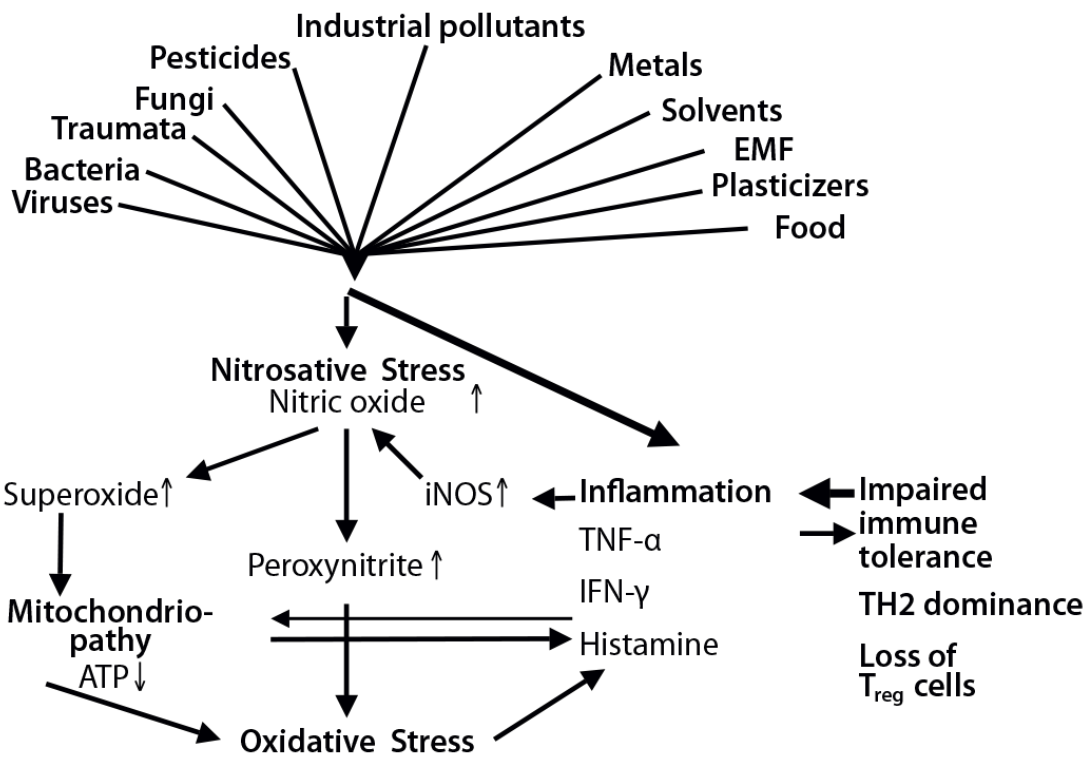 Industrial pollutants
Pesticides
Metals
Fungi
Solvents
Traumata
EMF
Bacteria
Plasticizers
Viruses
Food
Nitrosative Stress
Nitric oxide ↑
Superoxide↑
iNOS↑
Inflammation
Impaired
immune
tolerance
TNF-α
Peroxynitrite ↑
IFN-γ
TH2 dominance
Mitochondrio-
pathy
Histamine
ATP↓
Loss of
Treg cells
Oxidative Stress